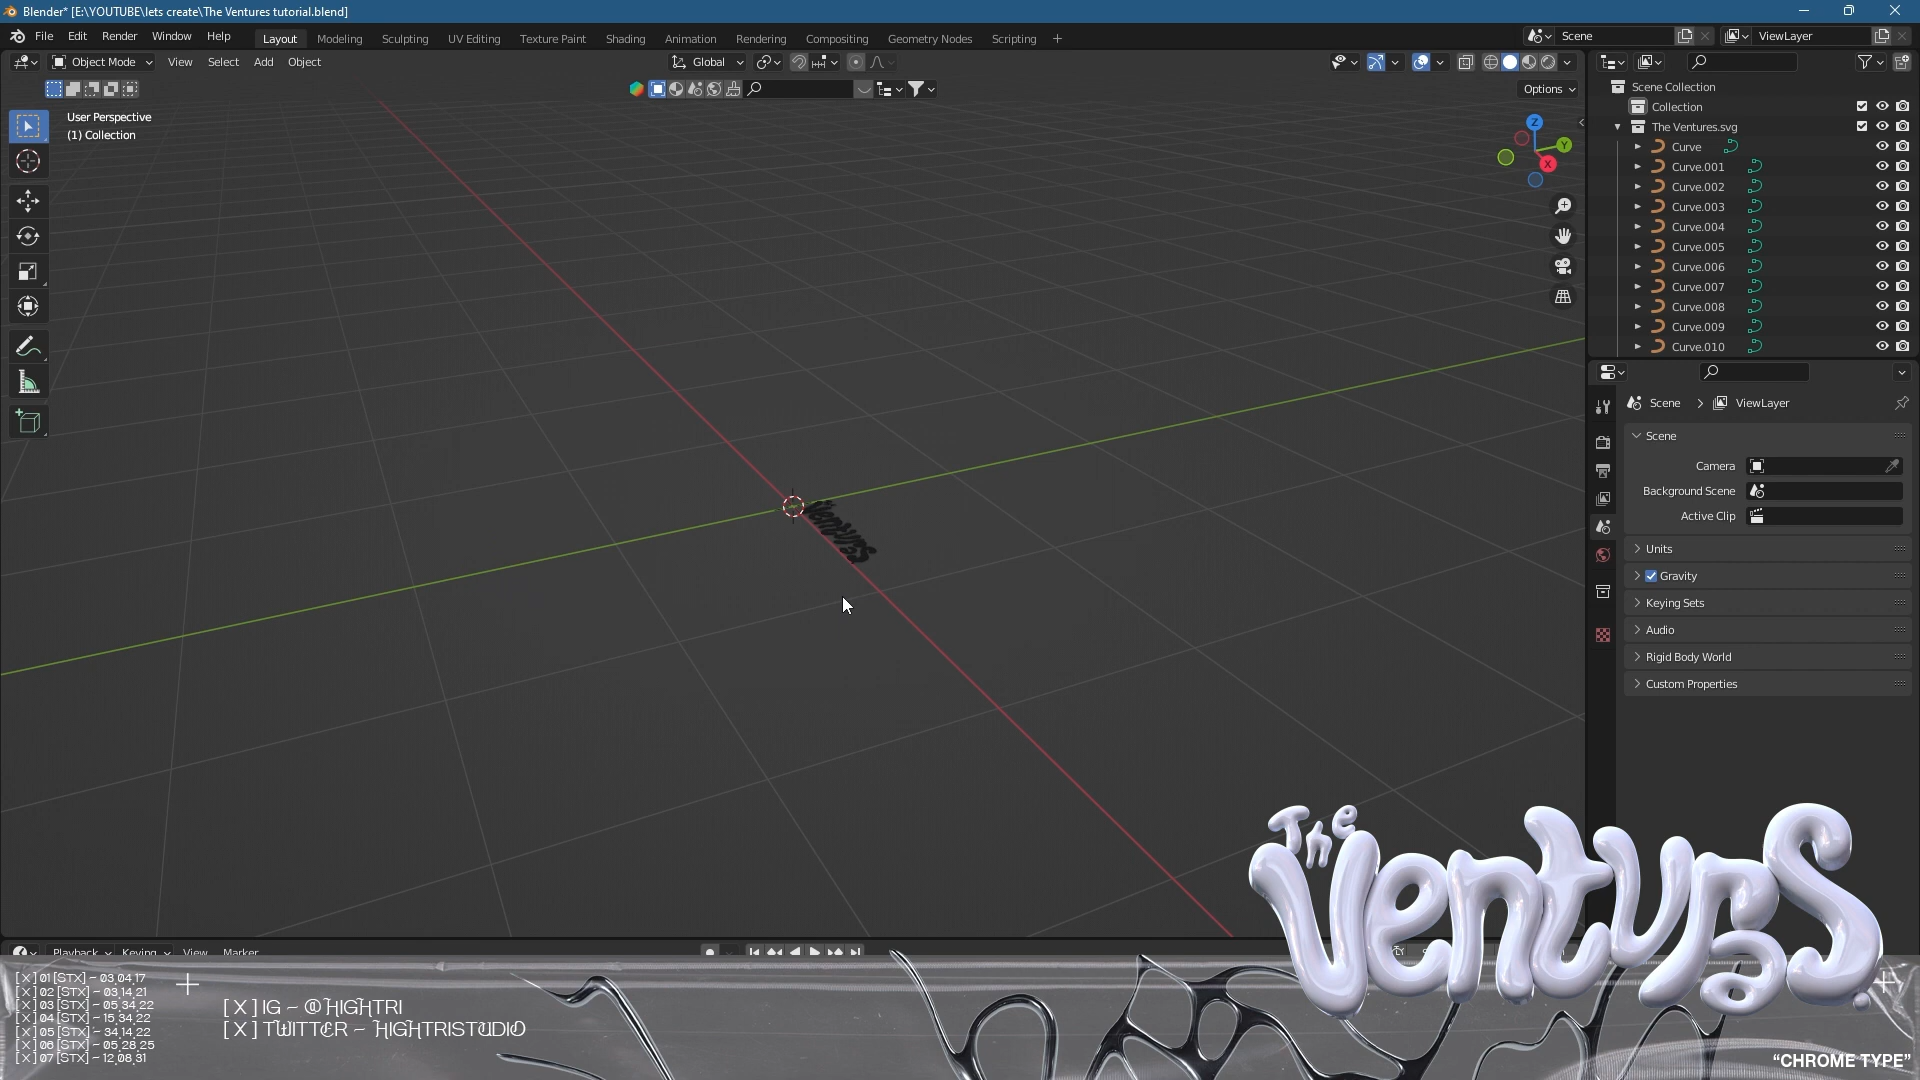 Blender* [E:\YOUTUBE\lets create\The Ventures tutorial.blend]
File Edit Render Window Help Layout Modeling Sculpting UV Editing Texture Paint Shading Animation Rendering Compositing Geometry Nodes Scripting Scene ViewLayer
Object Mode View Select Add Object Global
Options
User Perspective
(1) Collection
Z
Y
X
Scene Collection
Collection
The Ventures.svg
Curve
Curve.001
Curve.002
Curve.003
Curve.004
Curve.005
Curve.006
Curve.007
Curve.008
Curve.009
Curve.010
Scene ViewLayer
Scene
Camera
Background Scene
Active Clip
Units
Gravity
Keying Sets
Audio
Rigid Body World
Custom Properties
Ventures
Playback Keying View Marker
The
Ventures
[X] 01 [STX] – 03,04,17
[X] 02 [STX] – 03,14,21
[X] 03 [STX] – 05,34,22
[X] 04 [STX] – 15,34,22
[X] 05 [STX] – 34,14,22
[X] 06 [STX] – 05,28,25
[X] 07 [STX] – 12,08,31
[X] IG – @HIGHTRI
[X] TWITTER – HIGHTRISTUDIO
“CHROME TYPE”